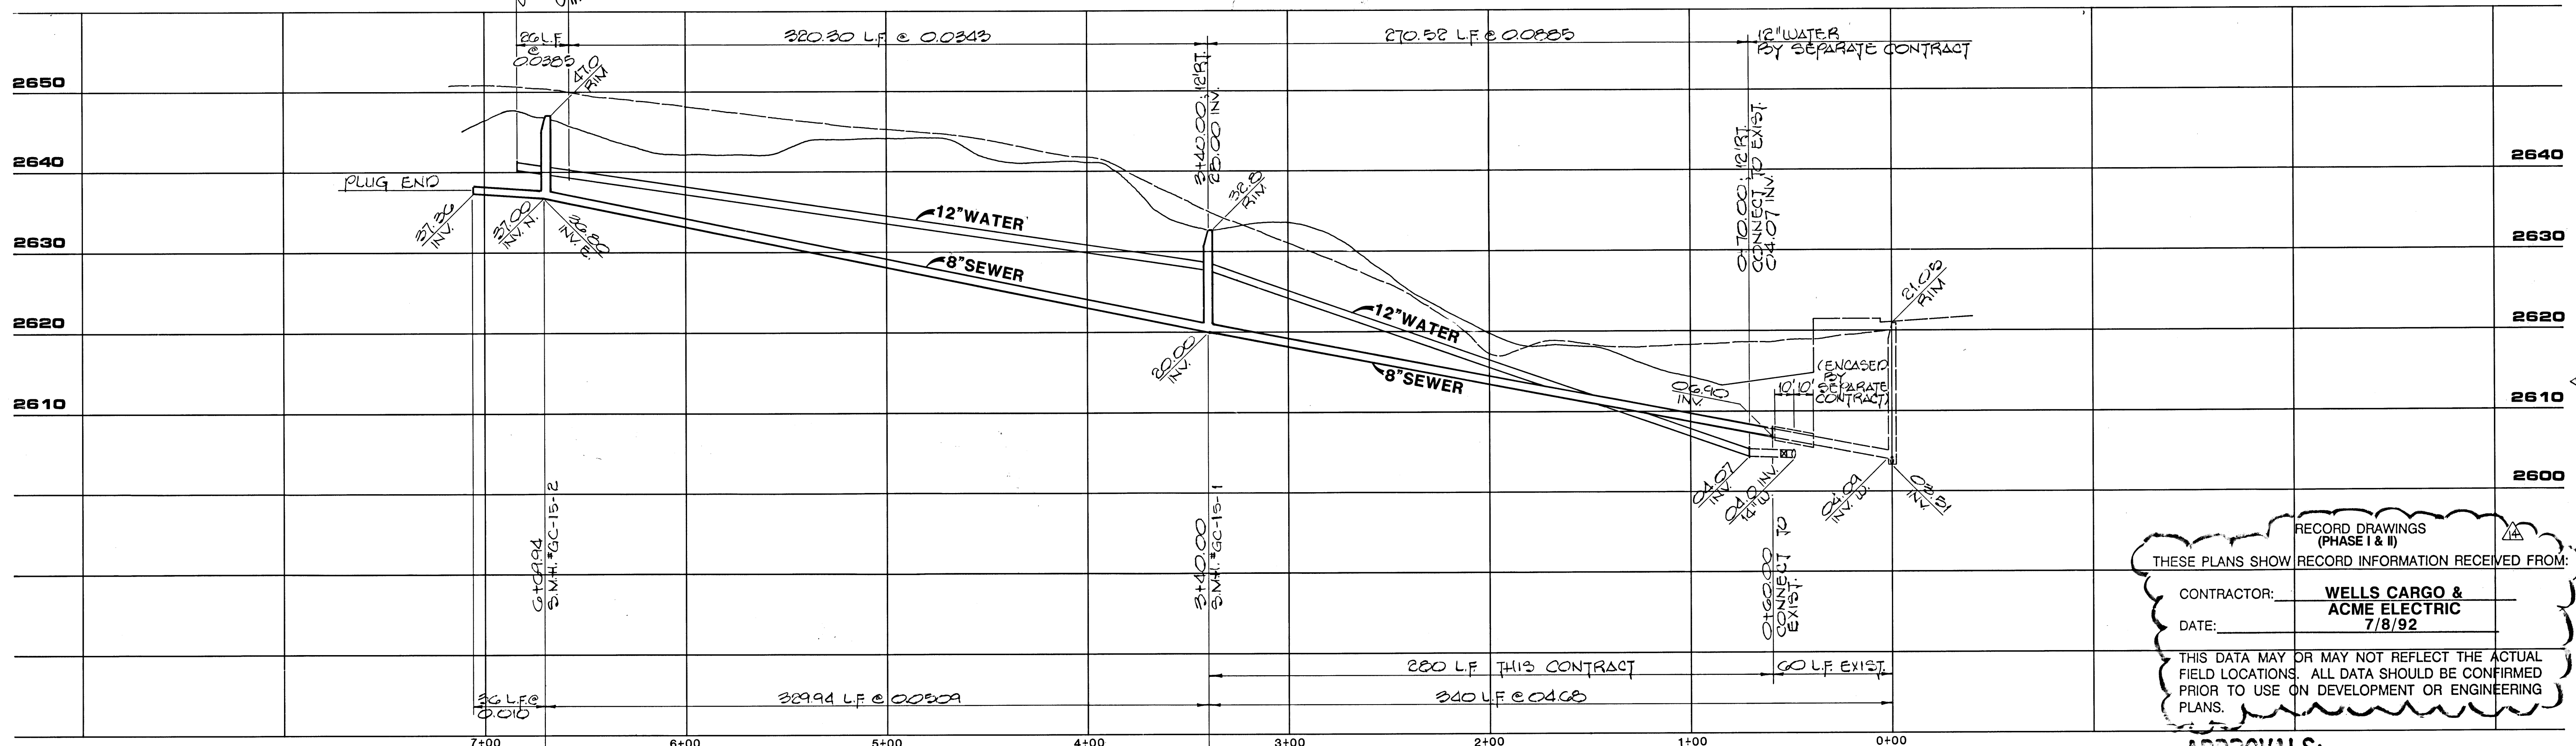 26 L.F.
@
0.0385
320.30 L.F. @ 0.0343
270.52 L.F. @ 0.0885
12" WATER
BY SEPARATE CONTRACT
47.0
RIM
3+40.00, 12' RT.
28.00 INV.
32.8
RIM
0+70.00, 12' RT.
CONNECT TO EXIST.
04.07 INV.
2650
2640
2640
PLUG END
37.36
INV.
37.00
INV. N.
36.80
INV. E.
12" WATER
2630
2630
8" SEWER
21.05
RIM
2620
2620
12" WATER
20.00
INV.
8" SEWER
(ENCASED
BY
SEPARATE
CONTRACT)
10' 10'
06.90
INV.
2610
2610
2600
04.07
INV.
04.0 INV.
14" W.
04.09
INV. W.
03.51
INV.
6+69.94
S.M.H. #GC-15-2
3+40.00
S.M.H. #GC-15-1
0+60.00
CONNECT TO
EXIST.
RECORD DRAWINGS
(PHASE I & II)
14
THESE PLANS SHOW RECORD INFORMATION RECEIVED FROM:
CONTRACTOR: WELLS CARGO &
ACME ELECTRIC
DATE: 7/8/92
THIS DATA MAY OR MAY NOT REFLECT THE ACTUAL
FIELD LOCATIONS. ALL DATA SHOULD BE CONFIRMED
PRIOR TO USE ON DEVELOPMENT OR ENGINEERING
PLANS.
280 L.F. THIS CONTRACT
60 L.F. EXIST.
36 L.F. @
0.010
329.94 L.F. @ 0.0509
340 L.F. @ .0468
7+00 6+00 5+00 4+00 3+00 2+00 1+00 0+00
APPROVALS: